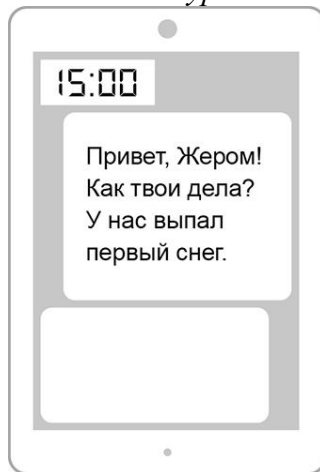 15:00
Привет, Жером!
Как твои дела?
У нас выпал
первый снег.